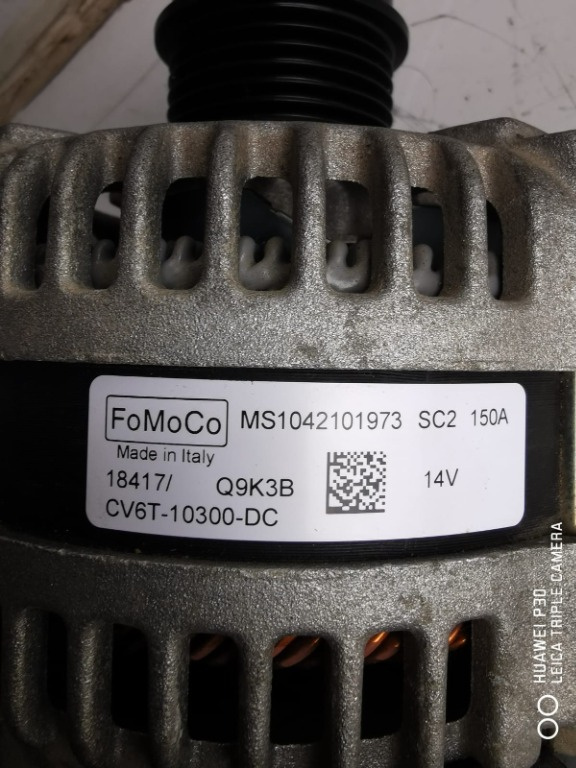 FoMoCo MS1042101973 SC2 150A
Made in Italy
18417/ Q9K3B 14V
CV6T-10300-DC
HUAWEI P30
LEICA TRIPLE CAMERA